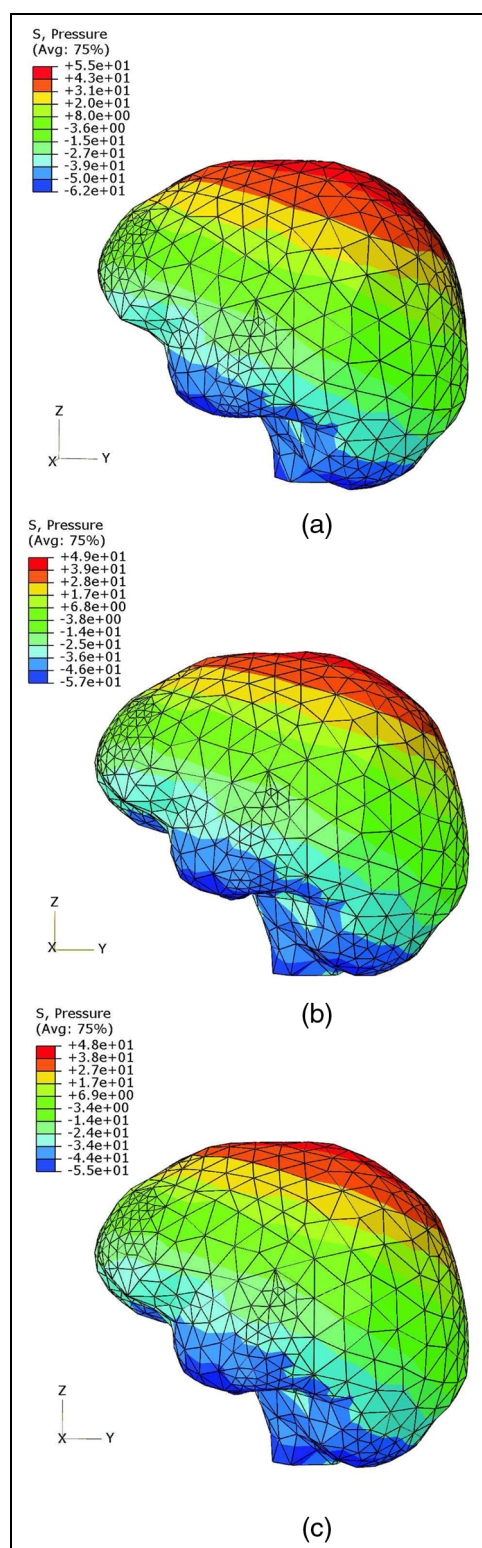 S, Pressure
(Avg: 75%)
+5.5e+01
+4.3e+01
+3.1e+01
+2.0e+01
+8.0e+00
-3.6e+00
-1.5e+01
-2.7e+01
-3.9e+01
-5.0e+01
-6.2e+01
Z
X Y
(a)
S, Pressure
(Avg: 75%)
+4.9e+01
+3.9e+01
+2.8e+01
+1.7e+01
+6.8e+00
-3.8e+00
-1.4e+01
-2.5e+01
-3.6e+01
-4.6e+01
-5.7e+01
Z
X Y
(b)
S, Pressure
(Avg: 75%)
+4.8e+01
+3.8e+01
+2.7e+01
+1.7e+01
+6.9e+00
-3.4e+00
-1.4e+01
-2.4e+01
-3.4e+01
-4.4e+01
-5.5e+01
Z
X Y
(c)